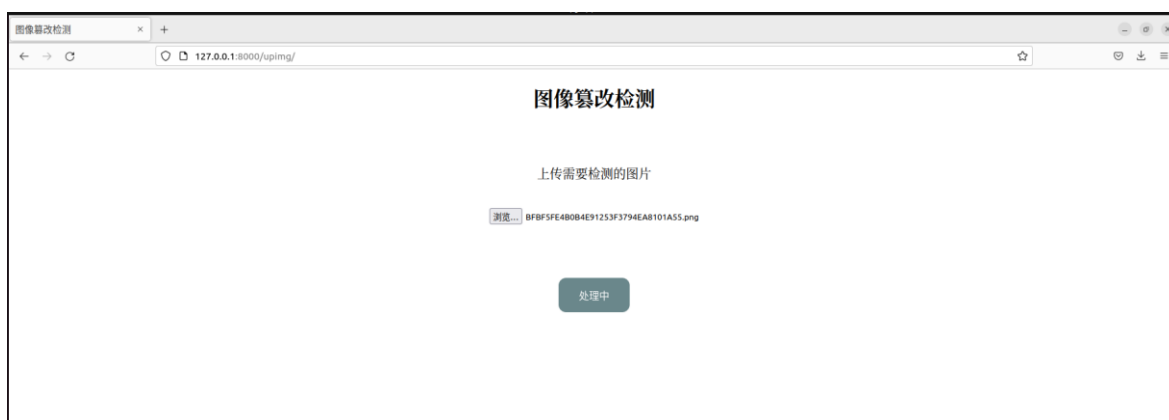 图像篡改检测
127.0.0.1:8000/upimg/
图像篡改检测
上传需要检测的图片
浏览... BFBF5FE4B0B4E91253F3794EA8101A55.png
处理中